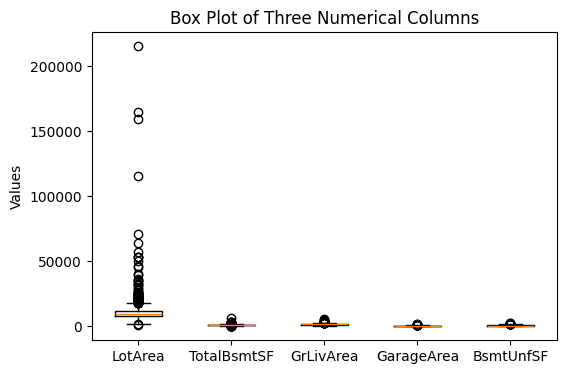 Box Plot of Three Numerical Columns
200000
150000
100000
50000
0
Values
LotArea TotalBsmtSF GrLivArea GarageArea BsmtUnfSF